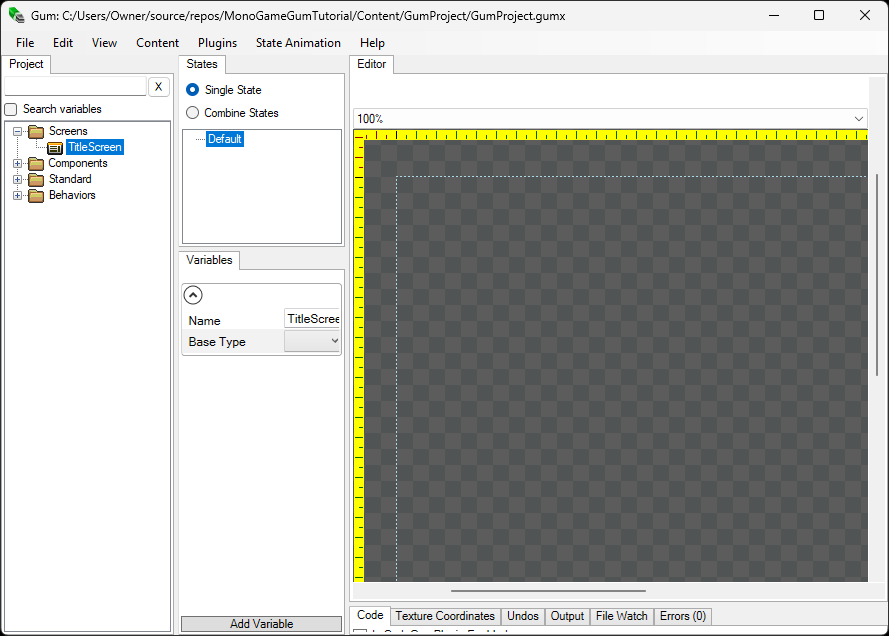 Gum: C:/Users/Owner/source/repos/MonoGameGumTutorial/Content/GumProject/GumProject.gumx
File Edit View Content Plugins State Animation Help
Project
X
Search variables
Screens
TitleScreen
Components
Standard
Behaviors
States
Single State
Combine States
Default
Variables
Name TitleScree
Base Type
Add Variable
Editor
100%
Code Texture Coordinates Undos Output File Watch Errors (0)